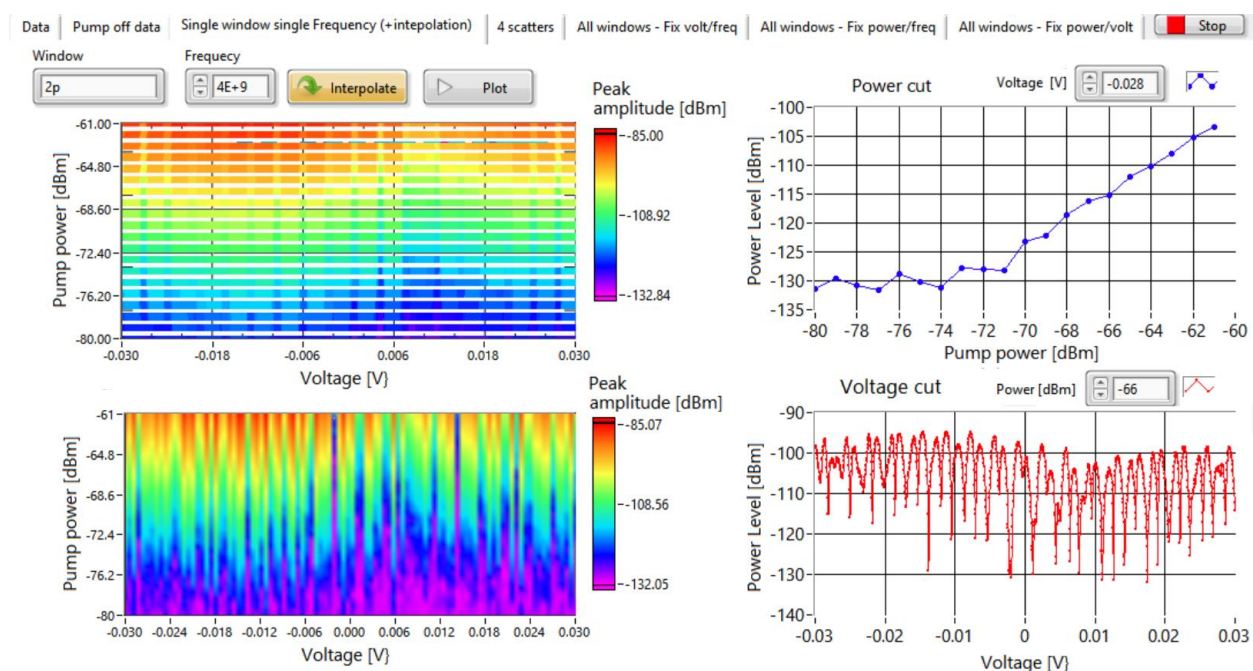 Data Pump off data Single window single Frequency (+intepolation) 4 scatters All windows - Fix volt/freq All windows - Fix power/freq All windows - Fix power/volt Stop
Window Frequecy
2p 4E+9 Interpolate Plot
Peak
amplitude [dBm]
-85.00
-108.92
-132.84
Pump power [dBm]
-61.00
-64.80
-68.60
-72.40
-76.20
-80.00
-0.030 -0.018 -0.006 0.006 0.018 0.030
Voltage [V}
Power cut Voltage [V] -0.028
Power Level [dBm]
-100
-105
-110
-115
-120
-125
-130
-135
-80 -78 -76 -74 -72 -70 -68 -66 -64 -62 -60
Pump power [dBm]
Peak
amplitude [dBm]
-85.07
-108.56
-132.05
Pump power [dBm]
-61
-64.8
-68.6
-72.4
-76.2
-80
-0.030 -0.024 -0.018 -0.012 -0.006 0.000 0.006 0.012 0.018 0.024 0.030
Voltage [V}
Voltage cut Power [dBm] -66
Power Level [dBm]
-90
-100
-110
-120
-130
-140
-0.03 -0.02 -0.01 0 0.01 0.02 0.03
Voltage [V}